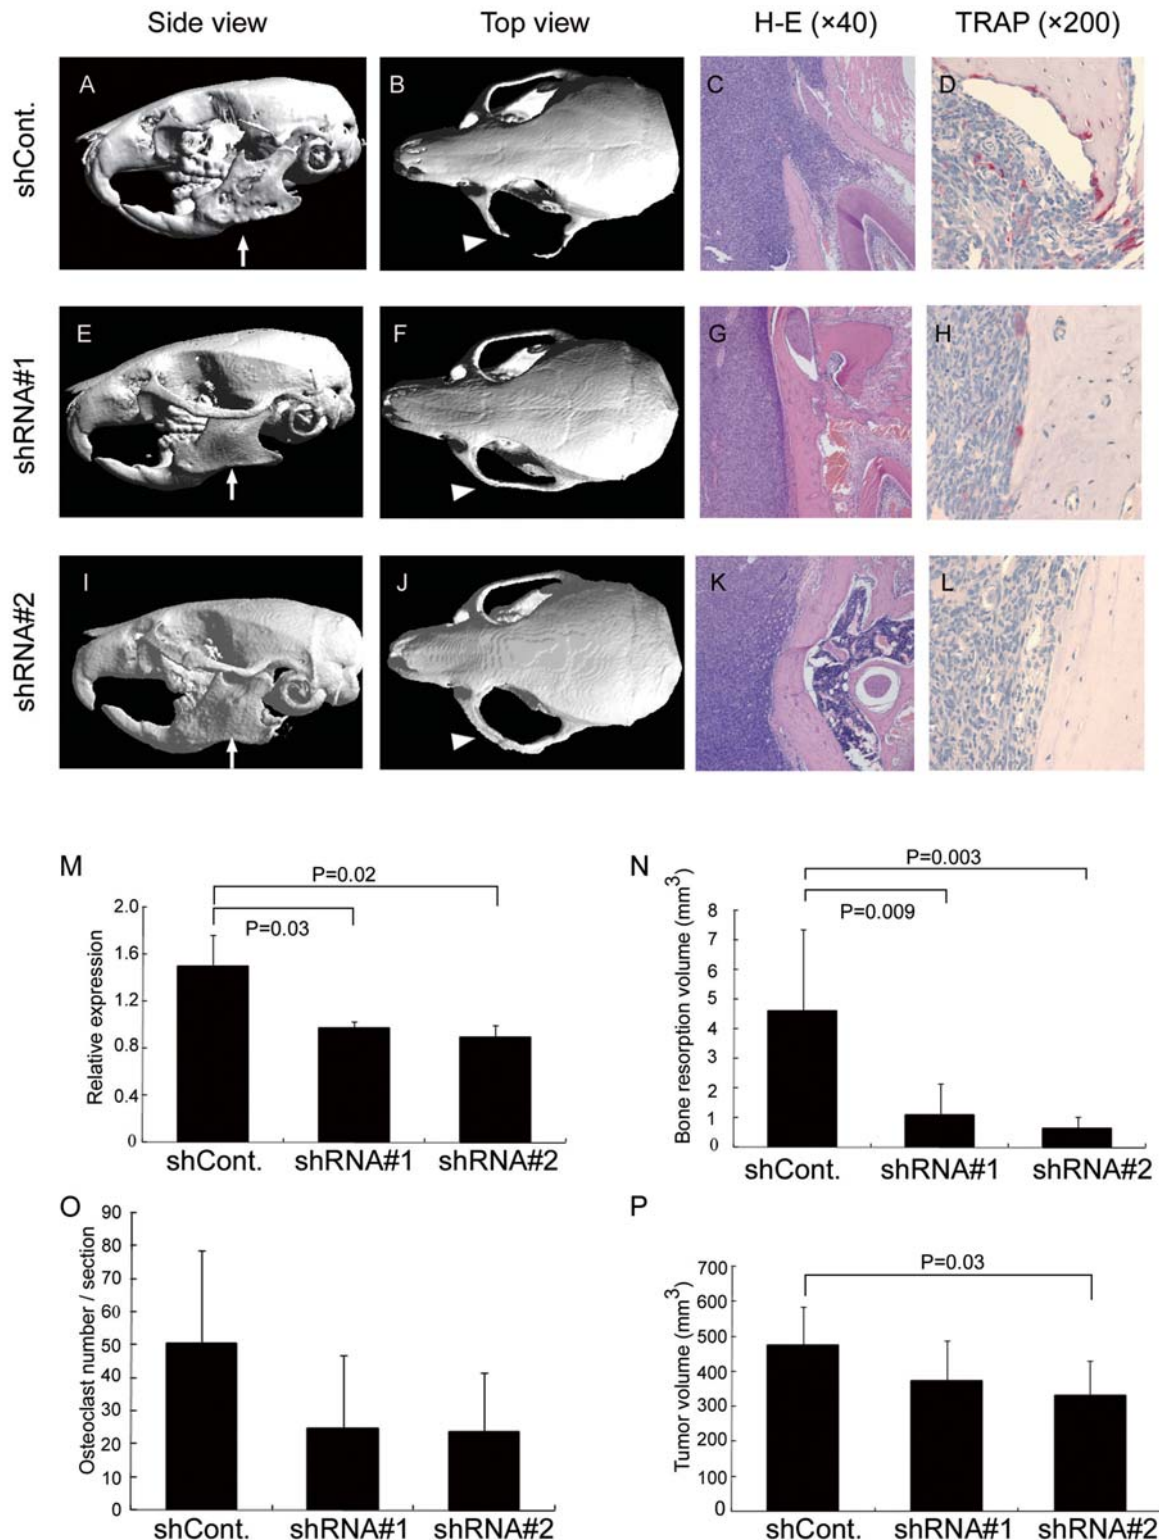 Side view Top view H-E (×40) TRAP (×200)
shCont.
A B C D
shRNA#1
E F G H
shRNA#2
I J K L
M
P=0.02
P=0.03
Relative expression
2.0
1.6
1.2
0.8
0.4
0
shCont. shRNA#1 shRNA#2
N
P=0.003
P=0.009
Bone resorption volume (mm³)
8
7
6
5
4
3
2
1
0
shCont. shRNA#1 shRNA#2
O
Osteoclast number / section
90
80
70
60
50
40
30
20
10
0
shCont. shRNA#1 shRNA#2
P
P=0.03
Tumor volume (mm³)
700
600
500
400
300
200
100
0
shCont. shRNA#1 shRNA#2